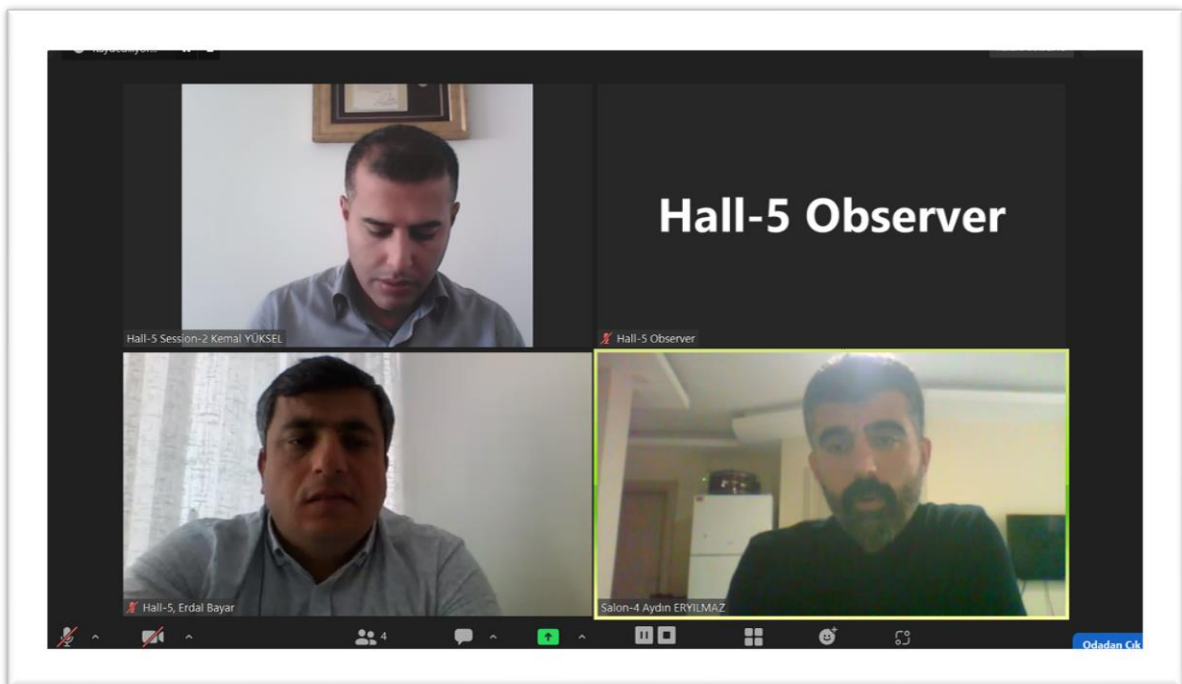 Hall-5 Observer
Hall-5 Session-2 Kemal YÜKSEL
Hall-5 Observer
Hall-5, Erdal Bayar
Salon-4 Aydın ERYILMAZ
4
Odadan Çık